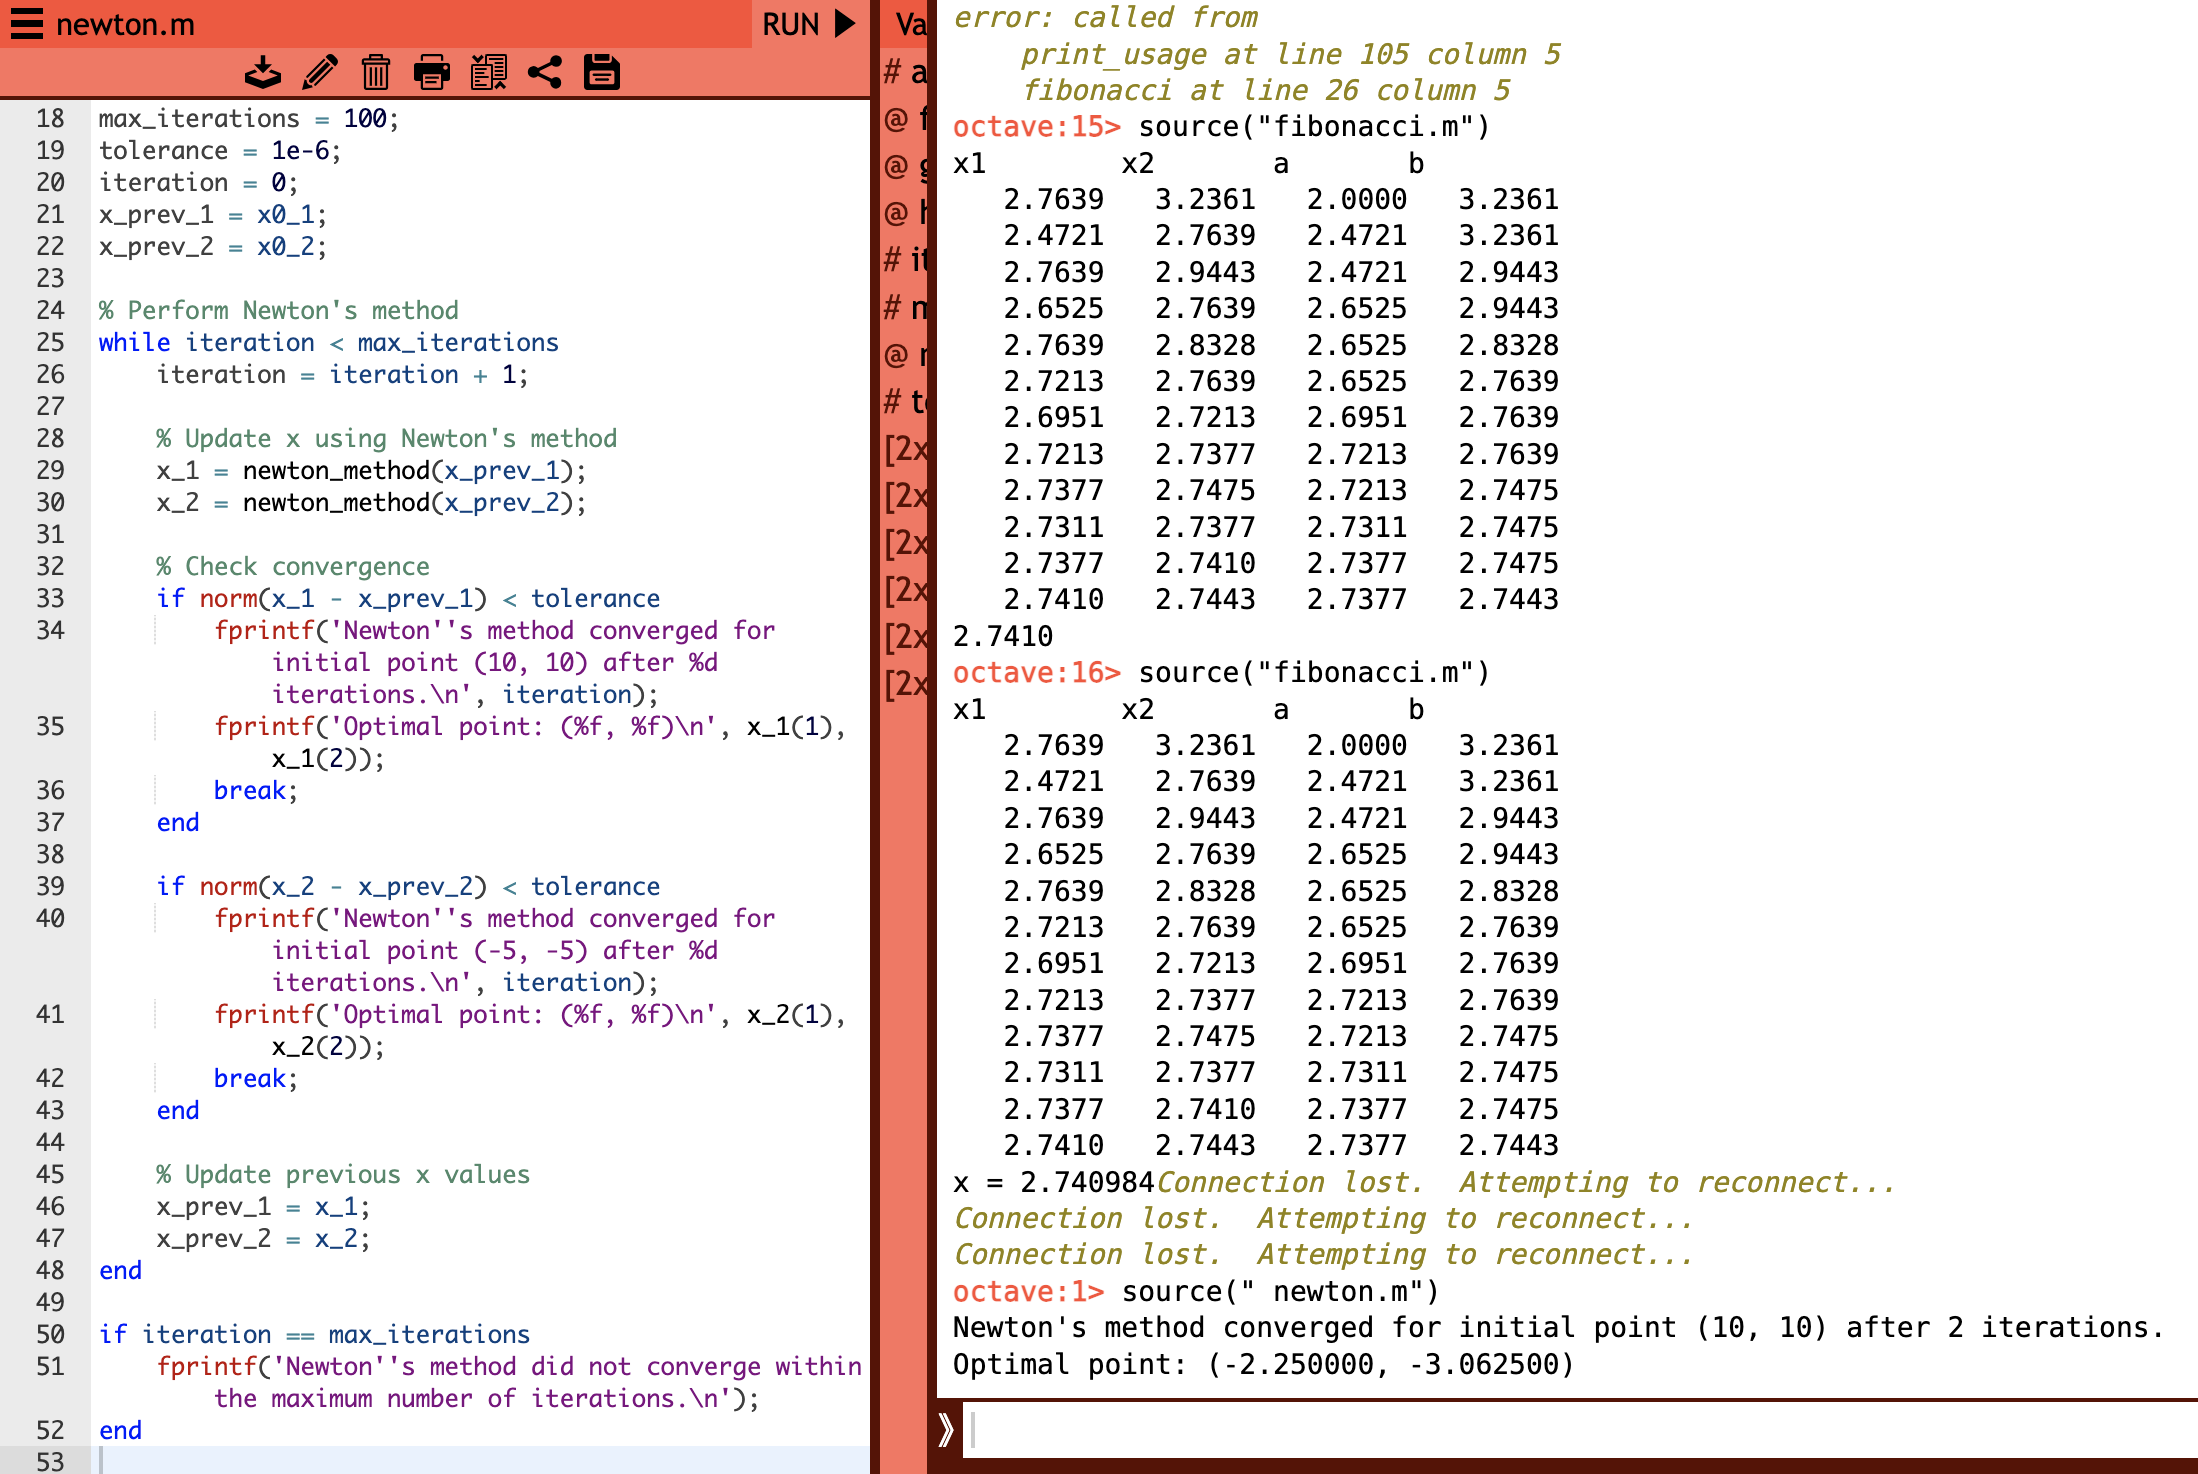 newton.m
RUN
18 max_iterations = 100;
19 tolerance = 1e-6;
20 iteration = 0;
21 x_prev_1 = x0_1;
22 x_prev_2 = x0_2;
23
24 % Perform Newton's method
25 while iteration < max_iterations
26 iteration = iteration + 1;
27
28 % Update x using Newton's method
29 x_1 = newton_method(x_prev_1);
30 x_2 = newton_method(x_prev_2);
31
32 % Check convergence
33 if norm(x_1 - x_prev_1) < tolerance
34 fprintf('Newton''s method converged for
initial point (10, 10) after %d
iterations.\n', iteration);
35 fprintf('Optimal point: (%f, %f)\n', x_1(1),
x_1(2));
36 break;
37 end
38
39 if norm(x_2 - x_prev_2) < tolerance
40 fprintf('Newton''s method converged for
initial point (-5, -5) after %d
iterations.\n', iteration);
41 fprintf('Optimal point: (%f, %f)\n', x_2(1),
x_2(2));
42 break;
43 end
44
45 % Update previous x values
46 x_prev_1 = x_1;
47 x_prev_2 = x_2;
48 end
49
50 if iteration == max_iterations
51 fprintf('Newton''s method did not converge within
the maximum number of iterations.\n');
52 end
53
Va
# a
@ f
@ g
@ h
# it
# m
@
# to
[2x
[2x
[2x
[2x
[2x
[2x
error: called from
print_usage at line 105 column 5
fibonacci at line 26 column 5
octave:15> source("fibonacci.m")
x1 x2 a b
2.7639 3.2361 2.0000 3.2361
2.4721 2.7639 2.4721 3.2361
2.7639 2.9443 2.4721 2.9443
2.6525 2.7639 2.6525 2.9443
2.7639 2.8328 2.6525 2.8328
2.7213 2.7639 2.6525 2.7639
2.6951 2.7213 2.6951 2.7639
2.7213 2.7377 2.7213 2.7639
2.7377 2.7475 2.7213 2.7475
2.7311 2.7377 2.7311 2.7475
2.7377 2.7410 2.7377 2.7475
2.7410 2.7443 2.7377 2.7443
2.7410
octave:16> source("fibonacci.m")
x1 x2 a b
2.7639 3.2361 2.0000 3.2361
2.4721 2.7639 2.4721 3.2361
2.7639 2.9443 2.4721 2.9443
2.6525 2.7639 2.6525 2.9443
2.7639 2.8328 2.6525 2.8328
2.7213 2.7639 2.6525 2.7639
2.6951 2.7213 2.6951 2.7639
2.7213 2.7377 2.7213 2.7639
2.7377 2.7475 2.7213 2.7475
2.7311 2.7377 2.7311 2.7475
2.7377 2.7410 2.7377 2.7475
2.7410 2.7443 2.7377 2.7443
x = 2.740984Connection lost. Attempting to reconnect...
Connection lost. Attempting to reconnect...
Connection lost. Attempting to reconnect...
octave:1> source(" newton.m")
Newton's method converged for initial point (10, 10) after 2 iterations.
Optimal point: (-2.250000, -3.062500)